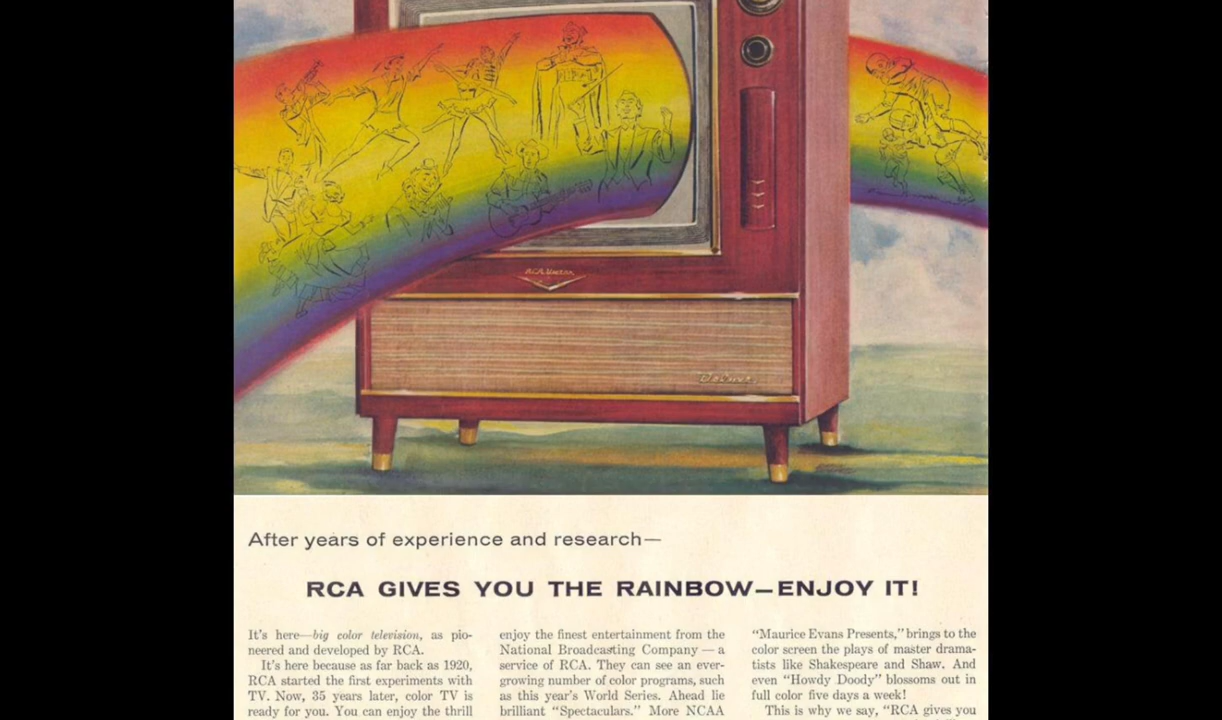 RCA Victor
Deluxe
After years of experience and research—
RCA GIVES YOU THE RAINBOW—ENJOY IT!
It's here—big color television, as pio-
neered and developed by RCA.
It's here because as far back as 1920,
RCA started the first experiments with
TV. Now, 35 years later, color TV is
ready for you. You can enjoy the thrill
enjoy the finest entertainment from the
National Broadcasting Company—a
service of RCA. They can see an ever-
growing number of color programs, such
as this year's World Series. Ahead lie
brilliant "Spectaculars." More NCAA
"Maurice Evans Presents," brings to the
color screen the plays of master drama-
tists like Shakespeare and Shaw. And
even "Howdy Doody" blossoms out in
full color five days a week!
This is why we say, "RCA gives you